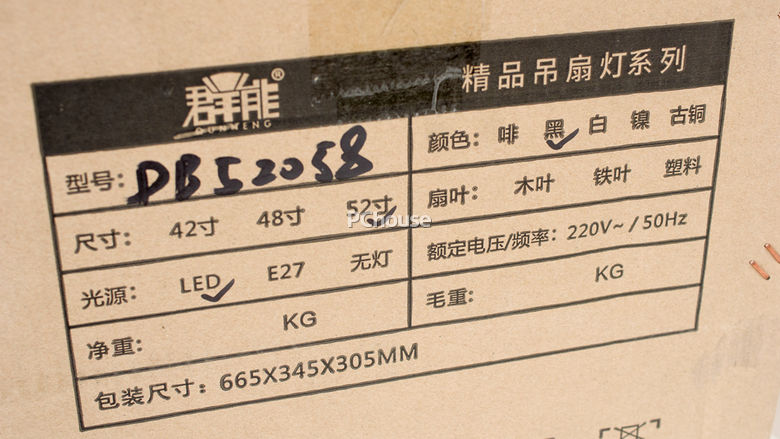 群能® 精品吊扇灯系列
QUNNENG
型号: DB52058
颜色: 啡 黑 白 镍 古铜
尺寸: 42寸 48寸 52寸
扇叶: 木叶 铁叶 塑料
光源: LED E27 无灯
额定电压/频率: 220V~ / 50Hz
净重: KG
毛重: KG
包装尺寸: 665X345X305MM
PChouse